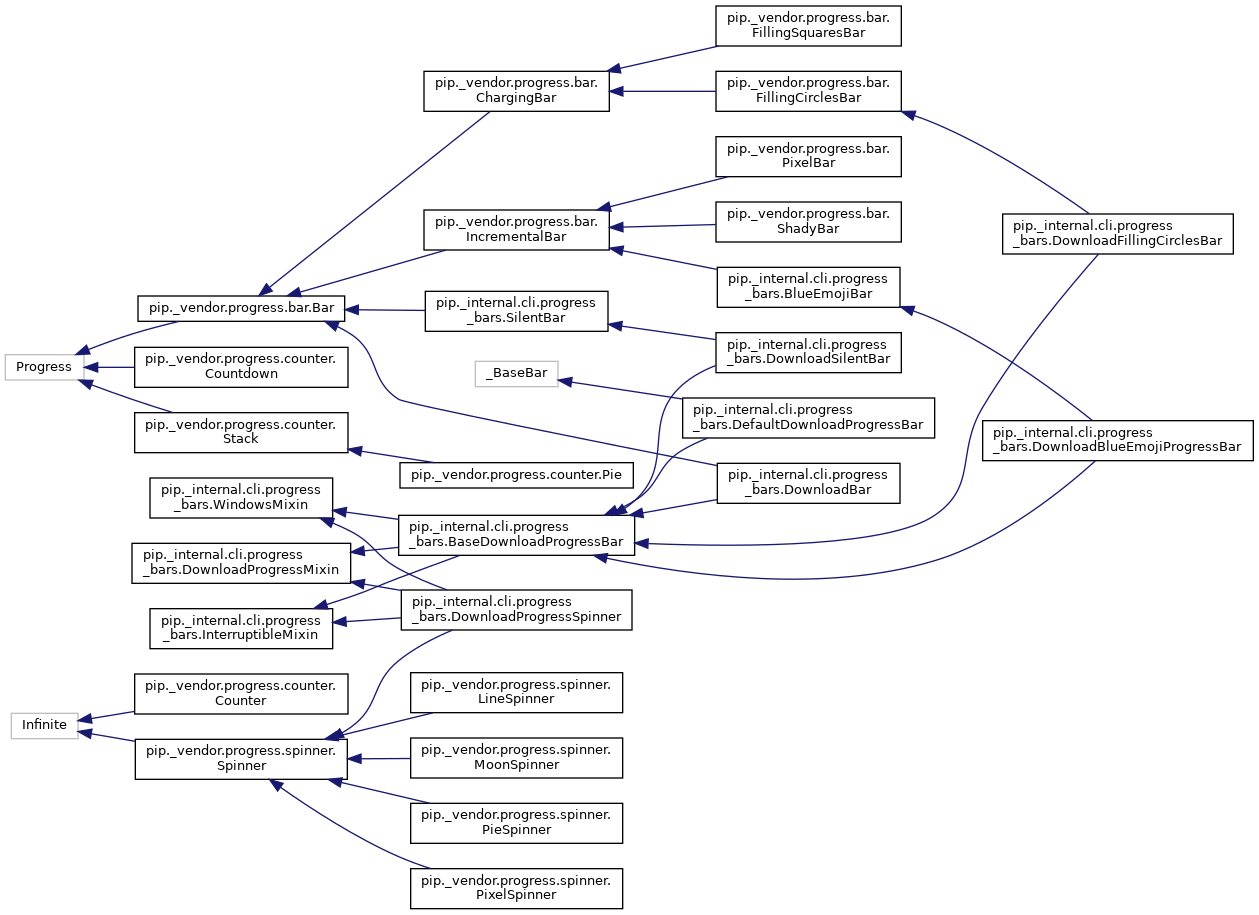 pip._vendor.progress.bar.
FillingSquaresBar
pip._vendor.progress.bar.
ChargingBar
pip._vendor.progress.bar.
FillingCirclesBar
pip._vendor.progress.bar.
PixelBar
pip._vendor.progress.bar.
IncrementalBar
pip._vendor.progress.bar.
ShadyBar
pip._internal.cli.progress
_bars.DownloadFillingCirclesBar
pip._internal.cli.progress
_bars.BlueEmojiBar
pip._vendor.progress.bar.Bar
pip._internal.cli.progress
_bars.SilentBar
pip._internal.cli.progress
_bars.DownloadSilentBar
Progress
pip._vendor.progress.counter.
Countdown
_BaseBar
pip._internal.cli.progress
_bars.DefaultDownloadProgressBar
pip._vendor.progress.counter.
Stack
pip._internal.cli.progress
_bars.DownloadBlueEmojiProgressBar
pip._vendor.progress.counter.Pie
pip._internal.cli.progress
_bars.DownloadBar
pip._internal.cli.progress
_bars.WindowsMixin
pip._internal.cli.progress
_bars.BaseDownloadProgressBar
pip._internal.cli.progress
_bars.DownloadProgressMixin
pip._internal.cli.progress
_bars.DownloadProgressSpinner
pip._internal.cli.progress
_bars.InterruptibleMixin
pip._vendor.progress.counter.
Counter
pip._vendor.progress.spinner.
LineSpinner
Infinite
pip._vendor.progress.spinner.
Spinner
pip._vendor.progress.spinner.
MoonSpinner
pip._vendor.progress.spinner.
PieSpinner
pip._vendor.progress.spinner.
PixelSpinner